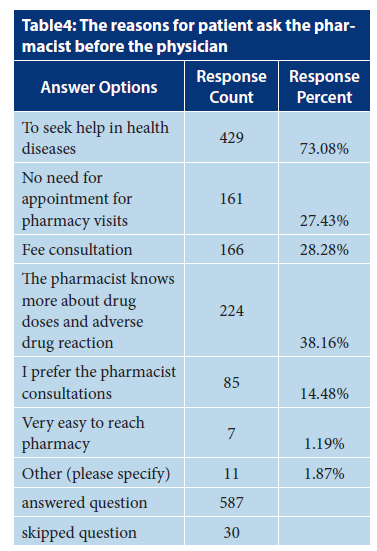 Table4: The reasons for patient ask the phar-
macist before the physician
Answer Options Response Count Response Percent
To seek help in health
diseases 429 73.08%
No need for
appointment for
pharmacy visits 161 27.43%
Fee consultation 166 28.28%
The pharmacist knows
more about drug
doses and adverse
drug reaction 224 38.16%
I prefer the pharmacist
consultations 85 14.48%
Very easy to reach
pharmacy 7 1.19%
Other (please specify) 11 1.87%
answered question 587
skipped question 30